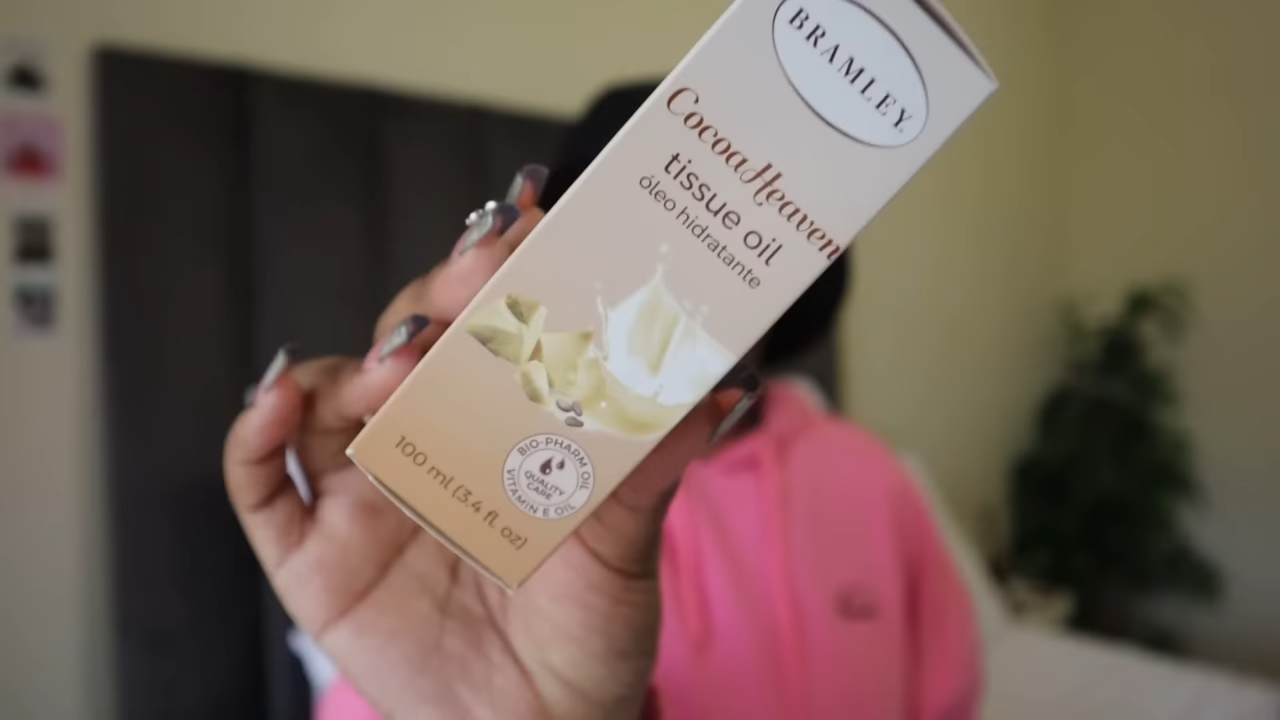 BRAMLEY
CocoaHeaven
tissue oil
óleo hidratante
BIO-PHARM OIL
QUALITY
CARE
VITAMIN E OIL
100 ml (3.4 fl. oz)